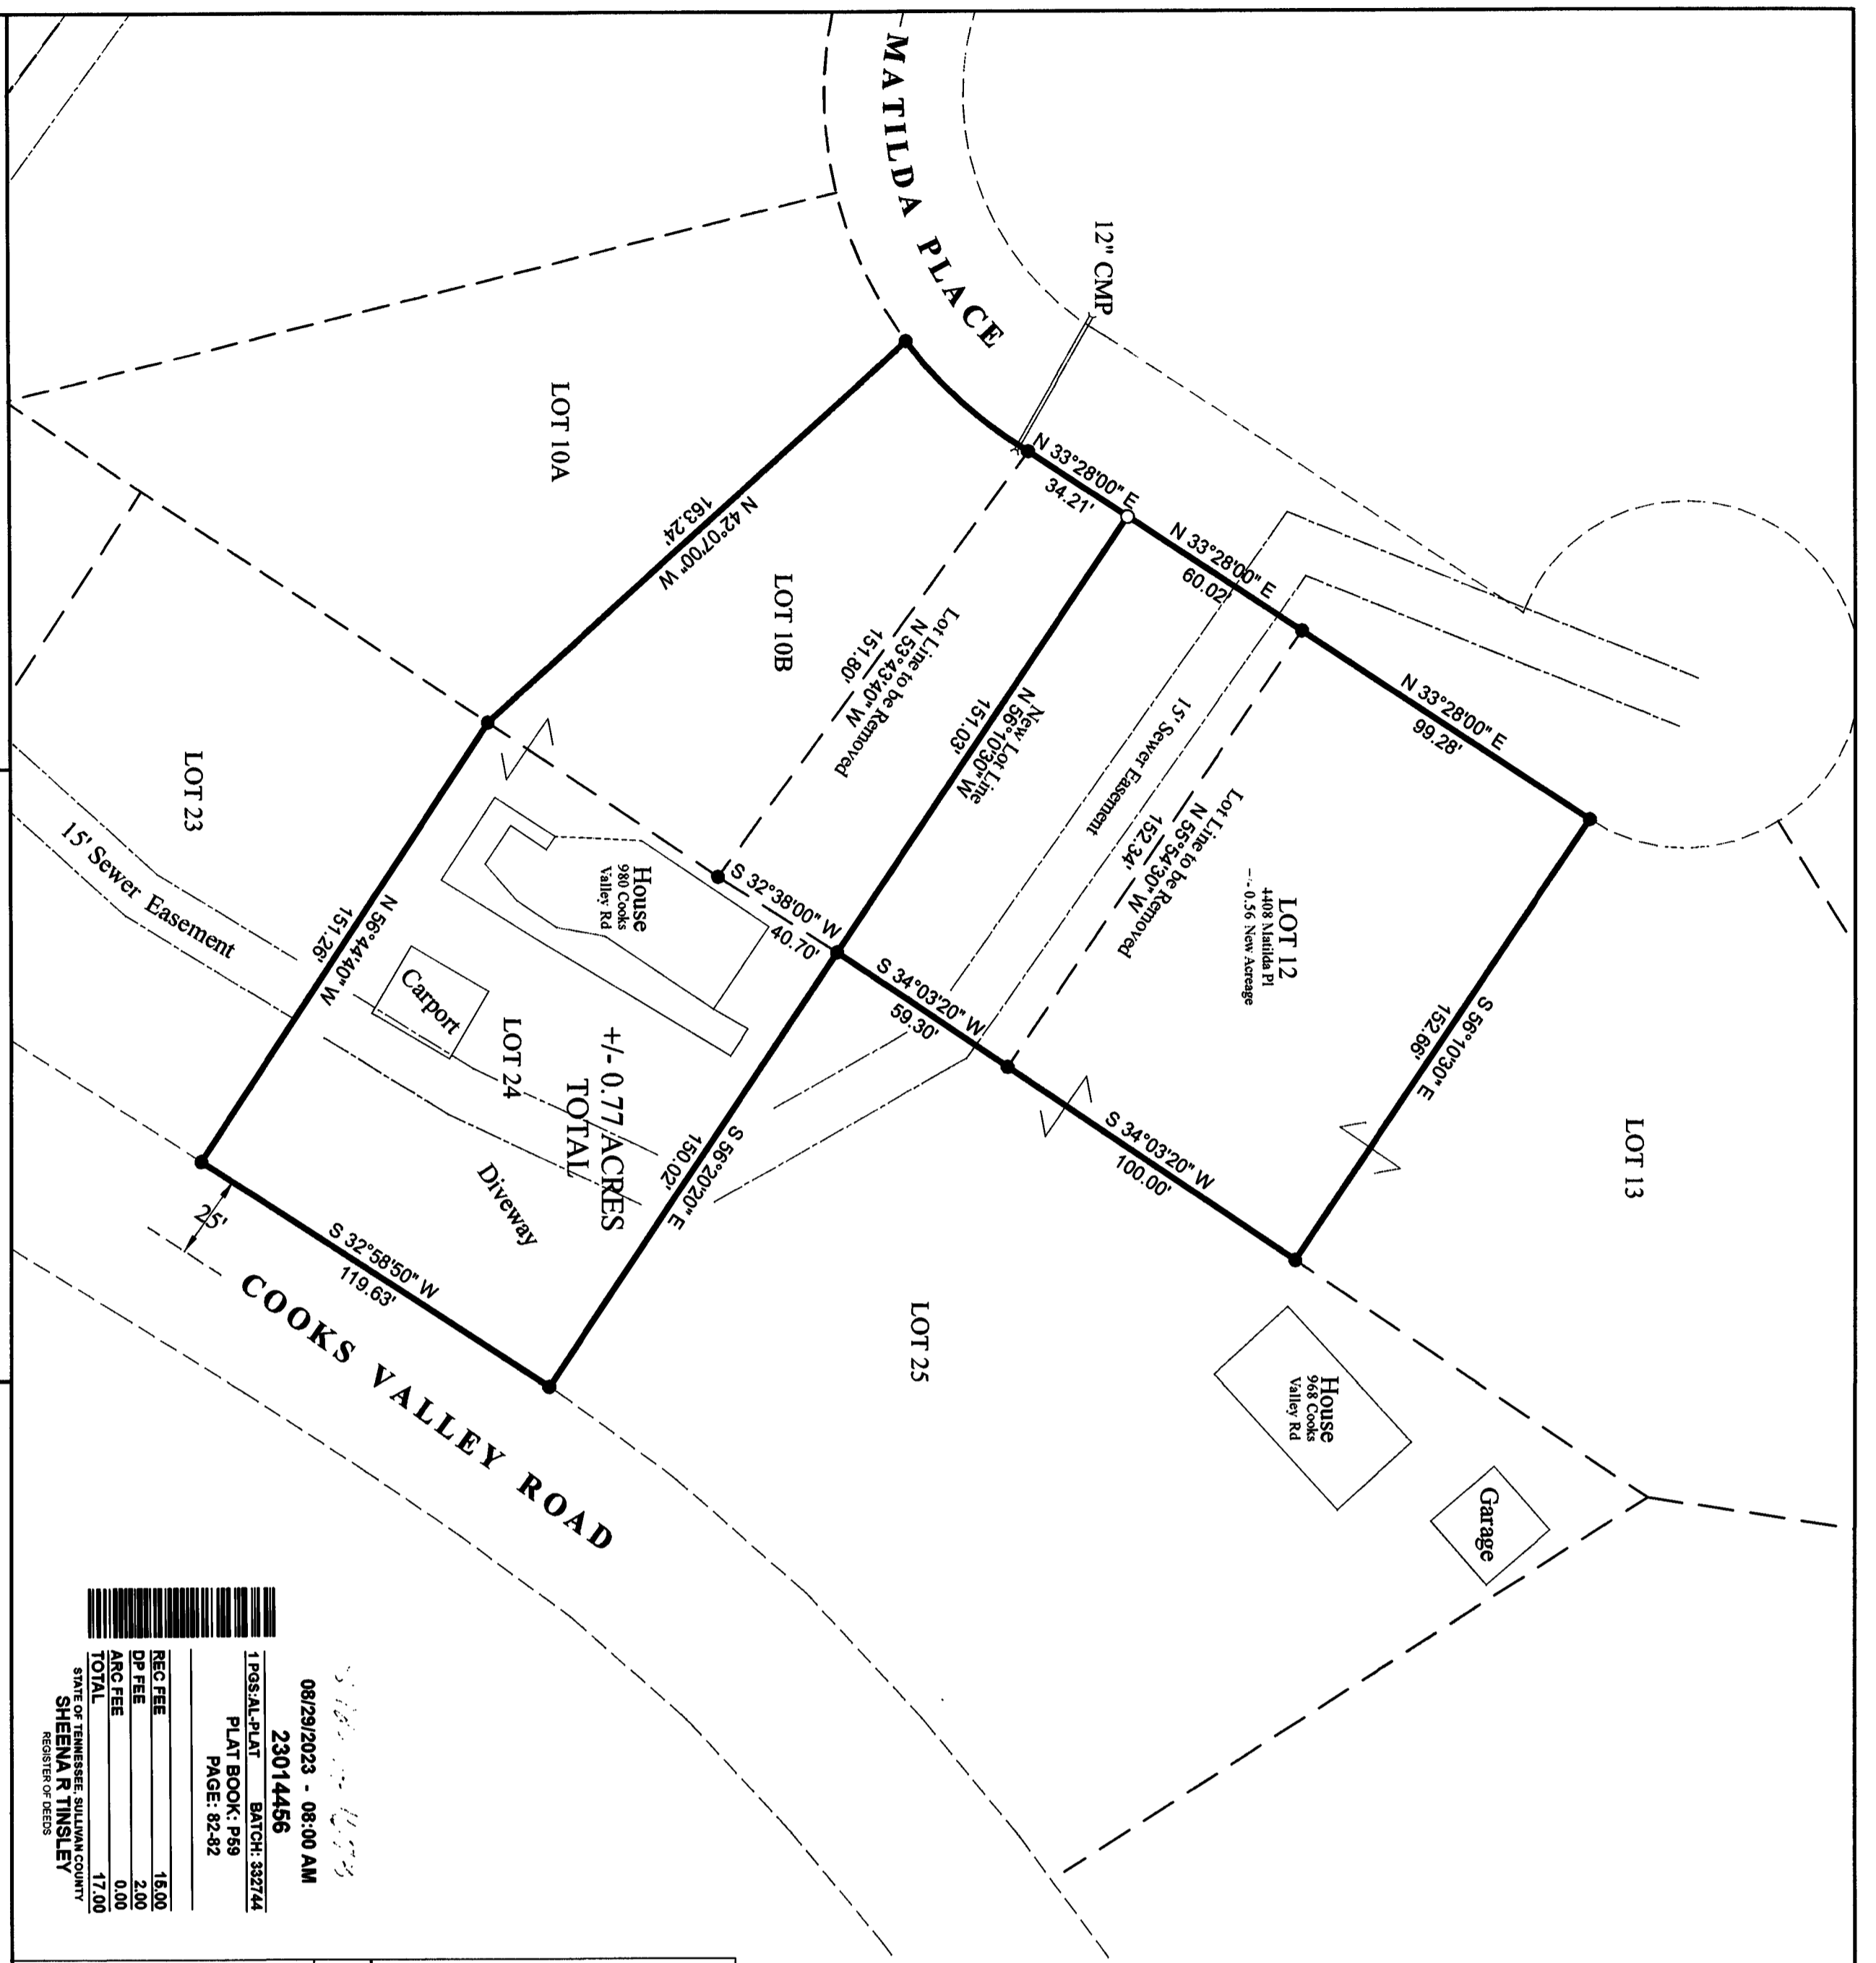 MATILDA PLACE
12" CMP
N 33°28'00" E
34.21'
N 33°28'00" E
60.02'
N 33°28'00" E
99.28'
LOT 10A
N 42°07'00" W
163.24'
LOT 10B
Lot Line to be Removed
N 53°43'40" W
151.80'
New Lot Line
N 56°10'30" W
151.03'
15' Sewer Easement
Lot Line to be Removed
N 55°54'30" W
152.34'
LOT 12
4408 Matilda Pl
-/- 0.56 New Acreage
S 56°10'30" E
152.66'
LOT 13
LOT 23
15' Sewer Easement
N 56°44'40" W
151.26'
House
980 Cooks
Valley Rd
S 32°38'00" W
40.70'
S 34°03'20" W
59.30'
S 34°03'20" W
100.00'
Carport
LOT 24
+/- 0.77 ACRES
TOTAL
Diveway
S 56°20'20" E
150.02'
25'
S 32°58'50" W
119.63'
COOKS VALLEY ROAD
LOT 25
House
968 Cooks
Valley Rd
Garage
08/29/2023 - 08:00 AM
23014456
1 PGS:AL-PLAT BATCH: 332744
PLAT BOOK: P59
PAGE: 82-82
REC FEE 15.00
DP FEE 2.00
ARC FEE 0.00
TOTAL 17.00
STATE OF TENNESSEE, SULLIVAN COUNTY
SHEENA R TINSLEY
REGISTER OF DEEDS